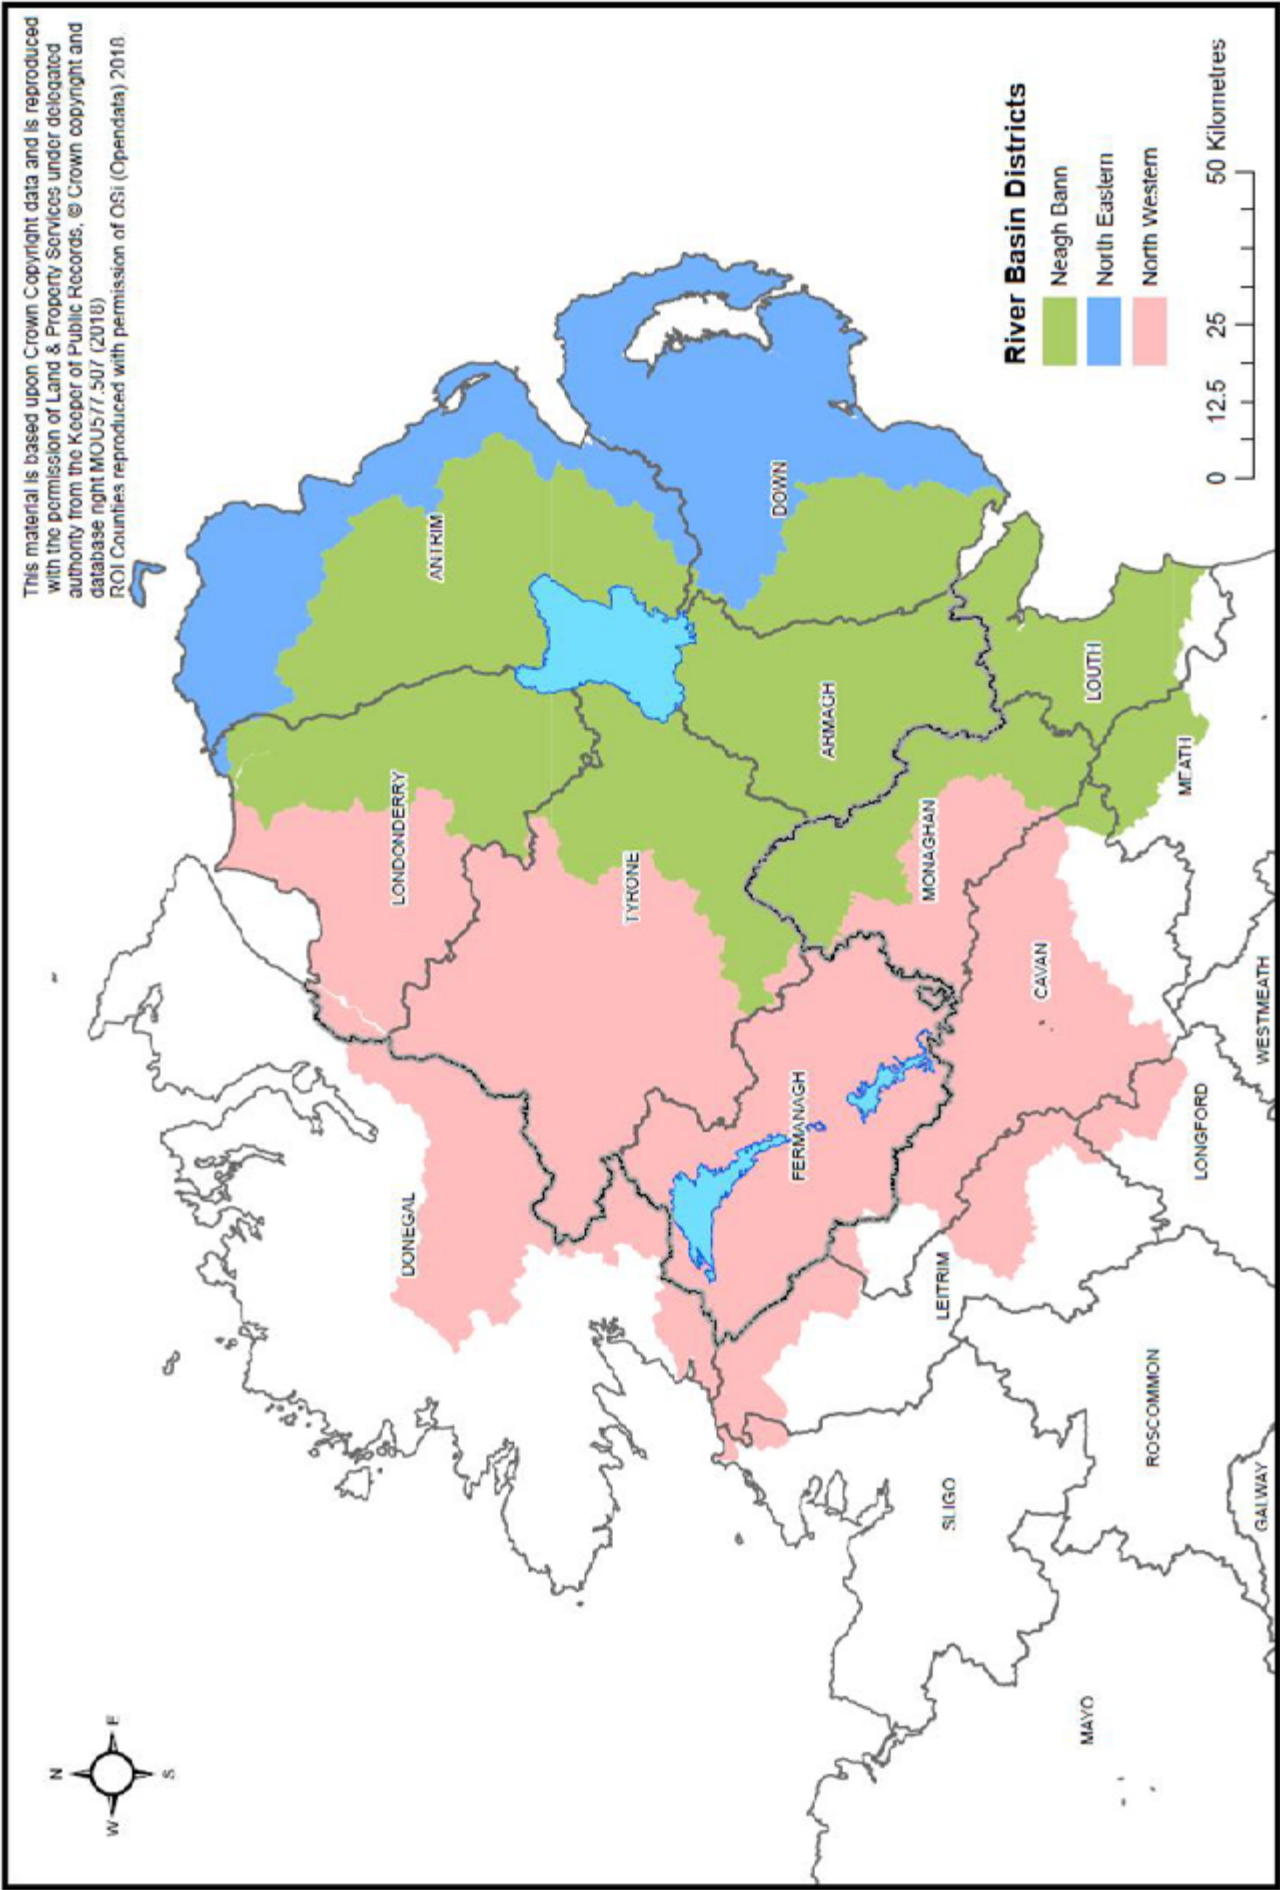 This material is based upon Crown Copyright data and is reproduced
with the permission of Land & Property Services under delegated
authority from the Keeper of Public Records, © Crown copyright and
database right MOU577.507 (2018)
ROI Counties reproduced with permission of OSi (Opendata) 2018
N
W
E
S
DONEGAL
LONDONDERRY
ANTRIM
TYRONE
FERMANAGH
ARMAGH
DOWN
MONAGHAN
LEITRIM
SLIGO
CAVAN
LOUTH
MAYO
ROSCOMMON
LONGFORD
MEATH
GALWAY
WESTMEATH
River Basin Districts
Neagh Bann
North Eastern
North Western
0 12.5 25 50 Kilometres